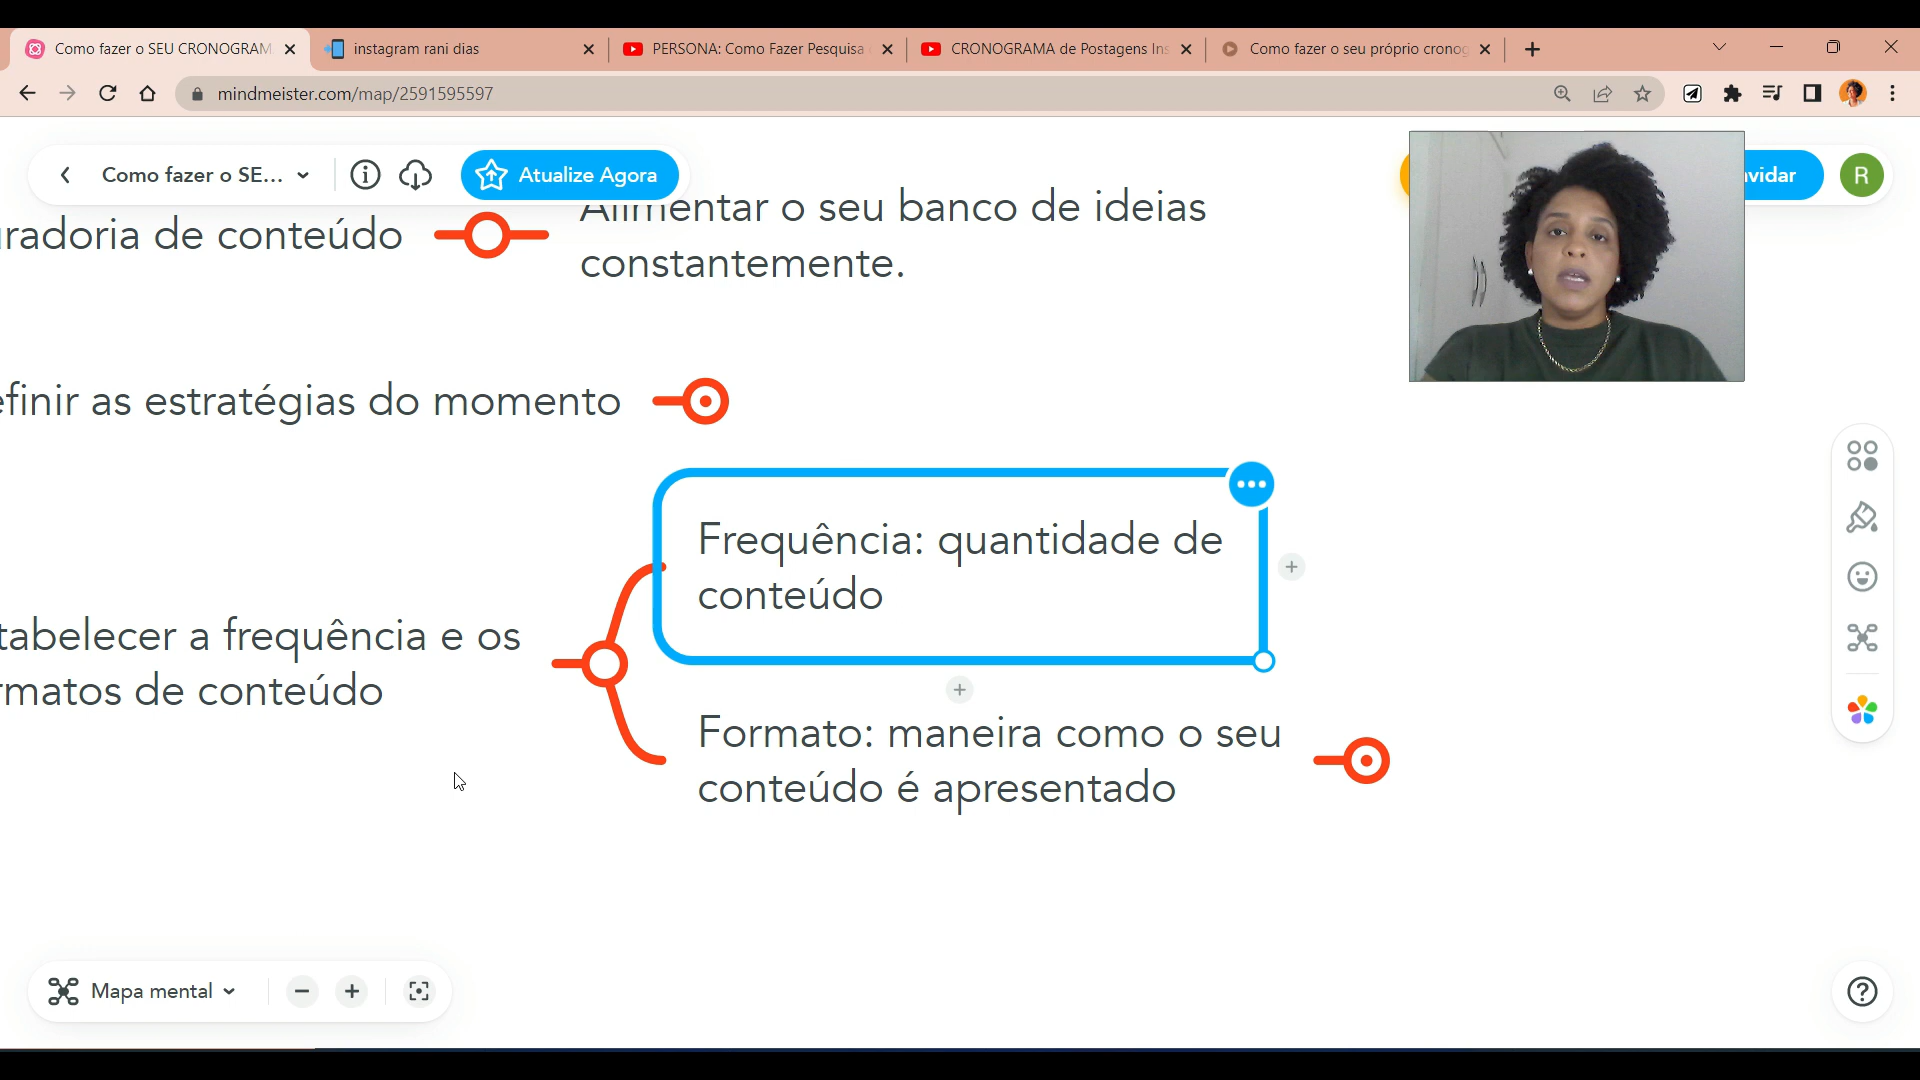 Como fazer o SEU CRONOGRAM
instagram rani dias
PERSONA: Como Fazer Pesquisa
CRONOGRAMA de Postagens Ins
Como fazer o seu próprio cronog
mindmeister.com/map/2591595597
Como fazer o SE...
Atualize Agora
vidar
R
radoria de conteúdo
Alimentar o seu banco de ideias
constantemente.
finir as estratégias do momento
Frequência: quantidade de
conteúdo
tabelecer a frequência e os
rmatos de conteúdo
Formato: maneira como o seu
conteúdo é apresentado
Mapa mental